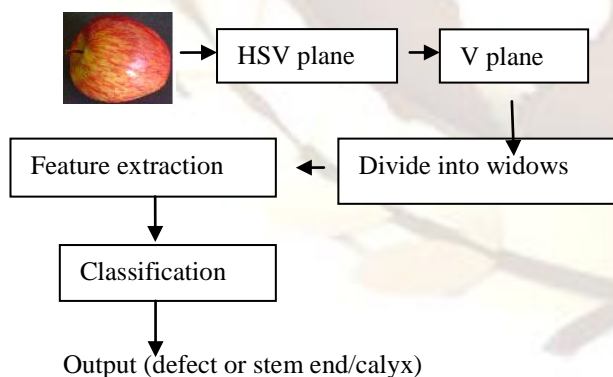 HSV plane
V plane
Divide into widows
Feature extraction
Classification
Output (defect or stem end/calyx)